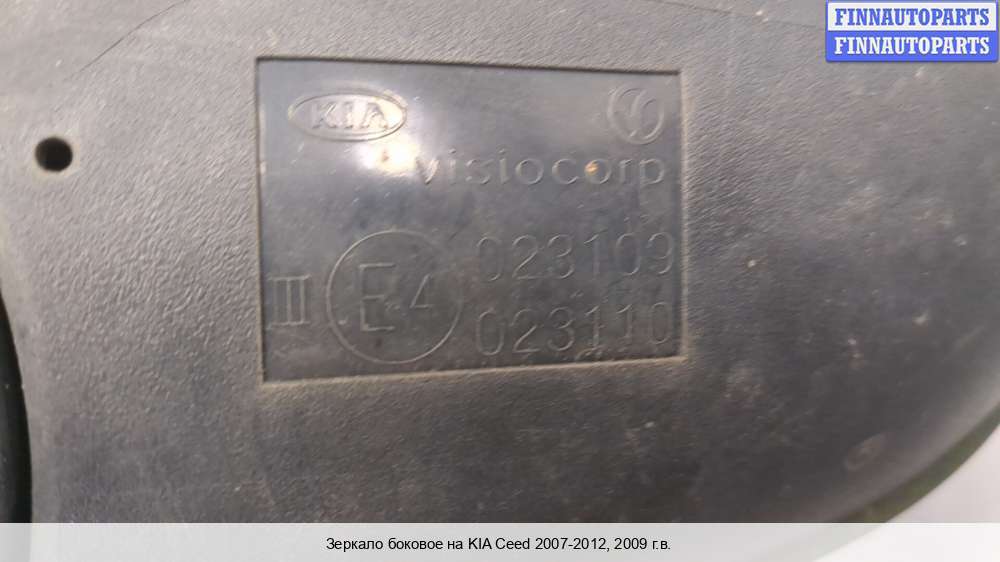 FINNAUTOPARTS
FINNAUTOPARTS
KIA
visiocorp
III E4 023109
023110
Зеркало боковое на KIA Ceed 2007-2012, 2009 г.в.